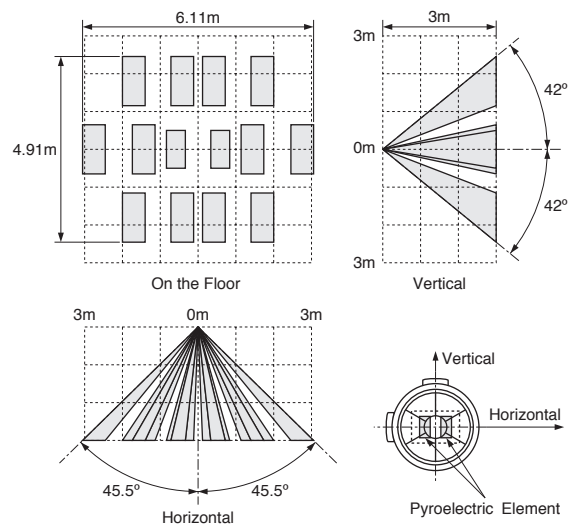 6.11m
4.91m
On the Floor
3m
3m
0m
3m
42º
42º
Vertical
3m
0m
3m
45.5º
45.5º
Horizontal
Vertical
Horizontal
Pyroelectric Element